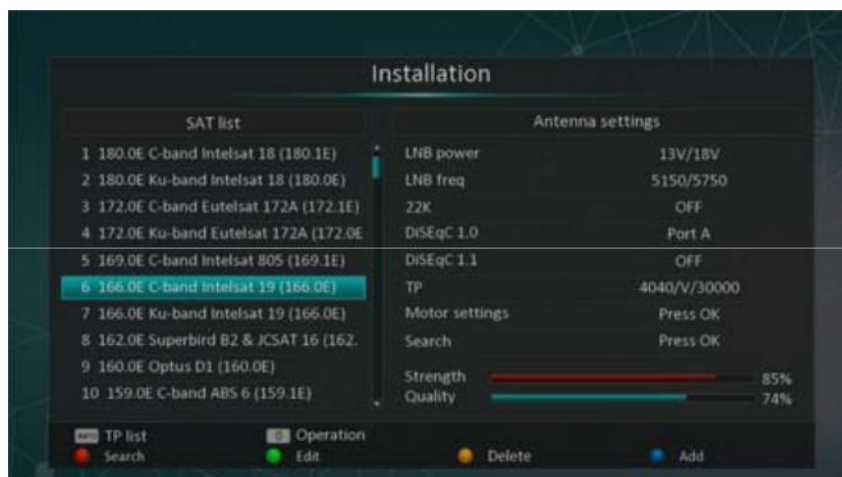 Installation
SAT list
Antenna settings
1 180.0E C-band Intelsat 18 (180.1E)
2 180.0E Ku-band Intelsat 18 (180.0E)
3 172.0E C-band Eutelsat 172A (172.1E)
4 172.0E Ku-band Eutelsat 172A (172.0E
5 169.0E C-band Intelsat 805 (169.1E)
6 166.0E C-band Intelsat 19 (166.0E)
7 166.0E Ku-band Intelsat 19 (166.0E)
8 162.0E Superbird B2 & JCSAT 16 (162.
9 160.0E Optus D1 (160.0E)
10 159.0E C-band ABS 6 (159.1E)
LNB power 13V/18V
LNB freq 5150/5750
22K OFF
DiSEqC 1.0 Port A
DiSEqC 1.1 OFF
TP 4040/V/30000
Motor settings Press OK
Search Press OK
Strength 85%
Quality 74%
TP list
0 Operation
Search
Edit
Delete
Add